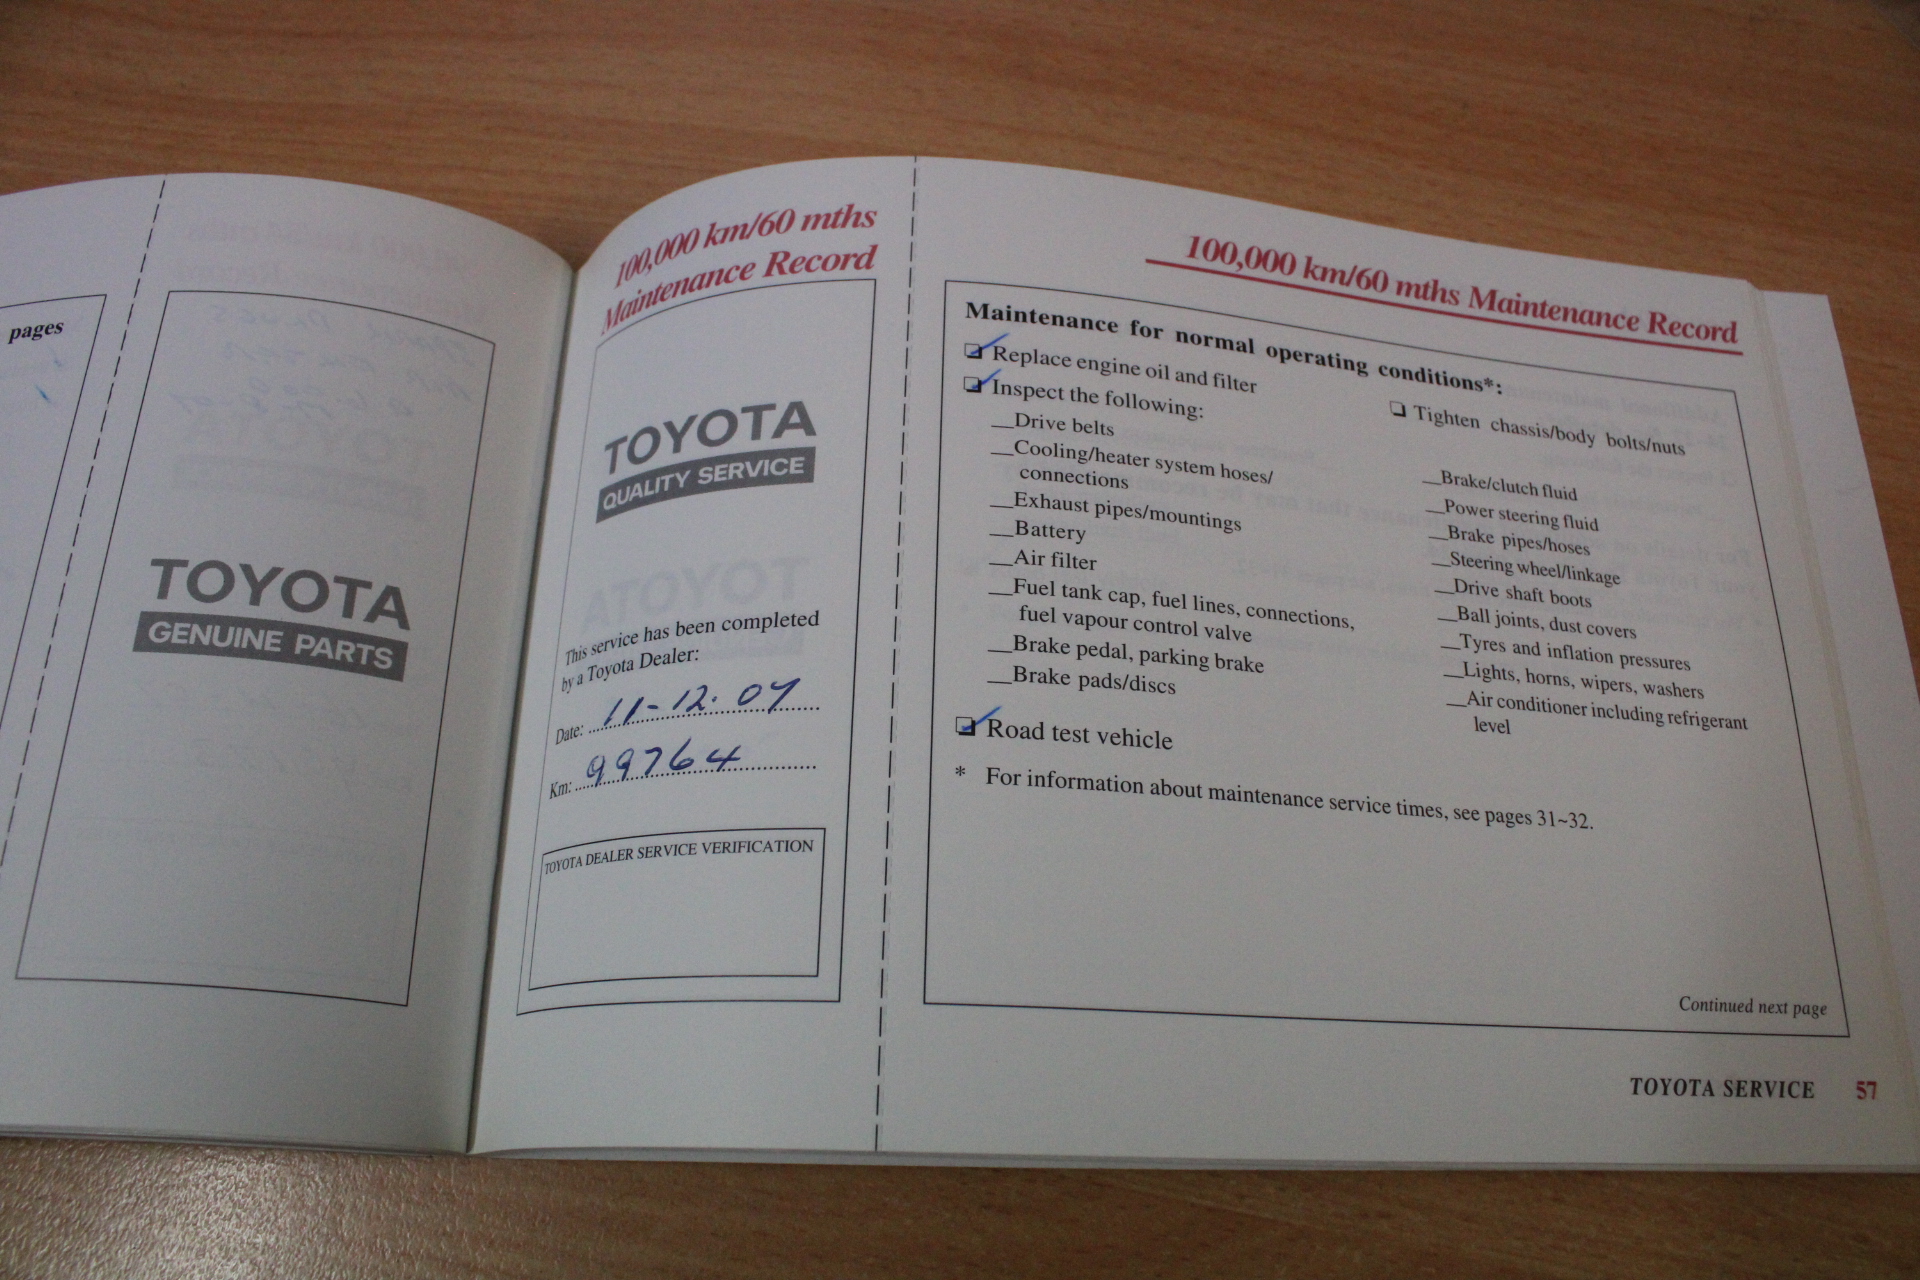 pages
TOYOTA
GENUINE PARTS
100,000 km/60 mths
Maintenance Record
TOYOTA
QUALITY SERVICE
This service has been completed
by a Toyota Dealer:
Date: 11-12.07
Km: 99764
TOYOTA DEALER SERVICE VERIFICATION
100,000 km/60 mths Maintenance Record
Maintenance for normal operating conditions*:
Replace engine oil and filter
Inspect the following:
__Drive belts
__Cooling/heater system hoses/
connections
__Exhaust pipes/mountings
__Battery
__Air filter
__Fuel tank cap, fuel lines, connections,
fuel vapour control valve
__Brake pedal, parking brake
__Brake pads/discs
Tighten chassis/body bolts/nuts
__Brake/clutch fluid
__Power steering fluid
__Brake pipes/hoses
__Steering wheel/linkage
__Drive shaft boots
__Ball joints, dust covers
__Tyres and inflation pressures
__Lights, horns, wipers, washers
__Air conditioner including refrigerant
level
Road test vehicle
* For information about maintenance service times, see pages 31~32.
Continued next page
TOYOTA SERVICE 57